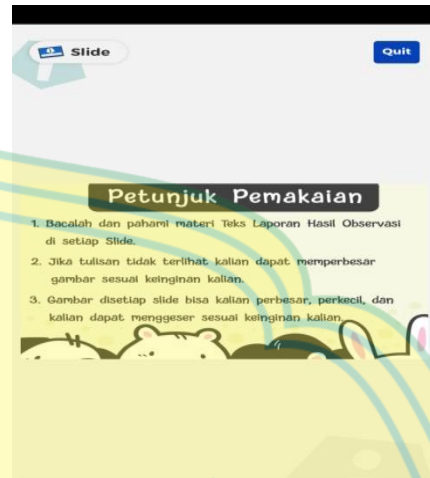 Slide
Quit
Petunjuk Pemakaian
1. Bacalah dan pahami materi Teks Laporan Hasil Observasi
di setiap Slide.
2. Jika tulisan tidak terlihat kalian dapat memperbesar
gambar sesuai keinginan kalian.
3. Gambar disetiap slide bisa kalian perbesar, perkecil, dan
kalian dapat menggeser sesuai keinginan kalian.